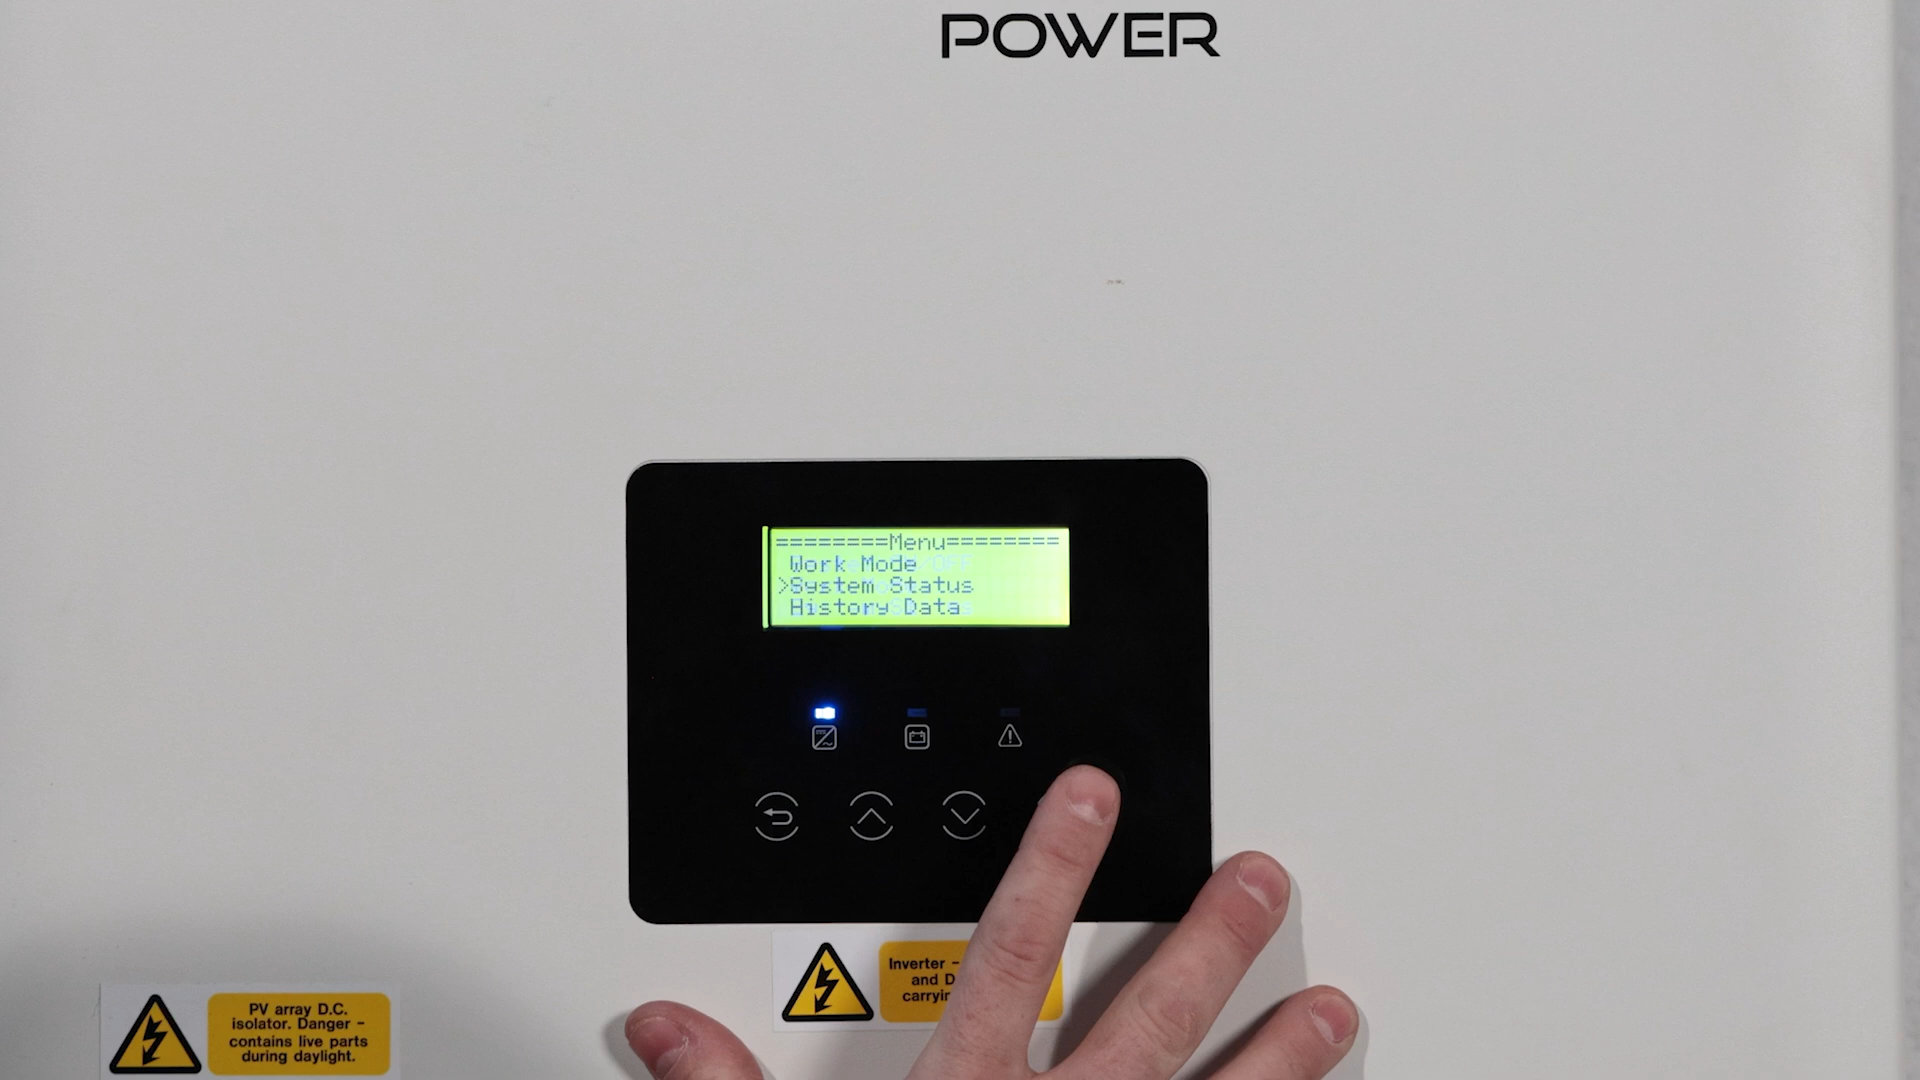 POWER
========Menu========
Work Mode
>System Status
History Data
Inverter –
and D
carryin
PV array D.C.
isolator. Danger –
contains live parts
during daylight.